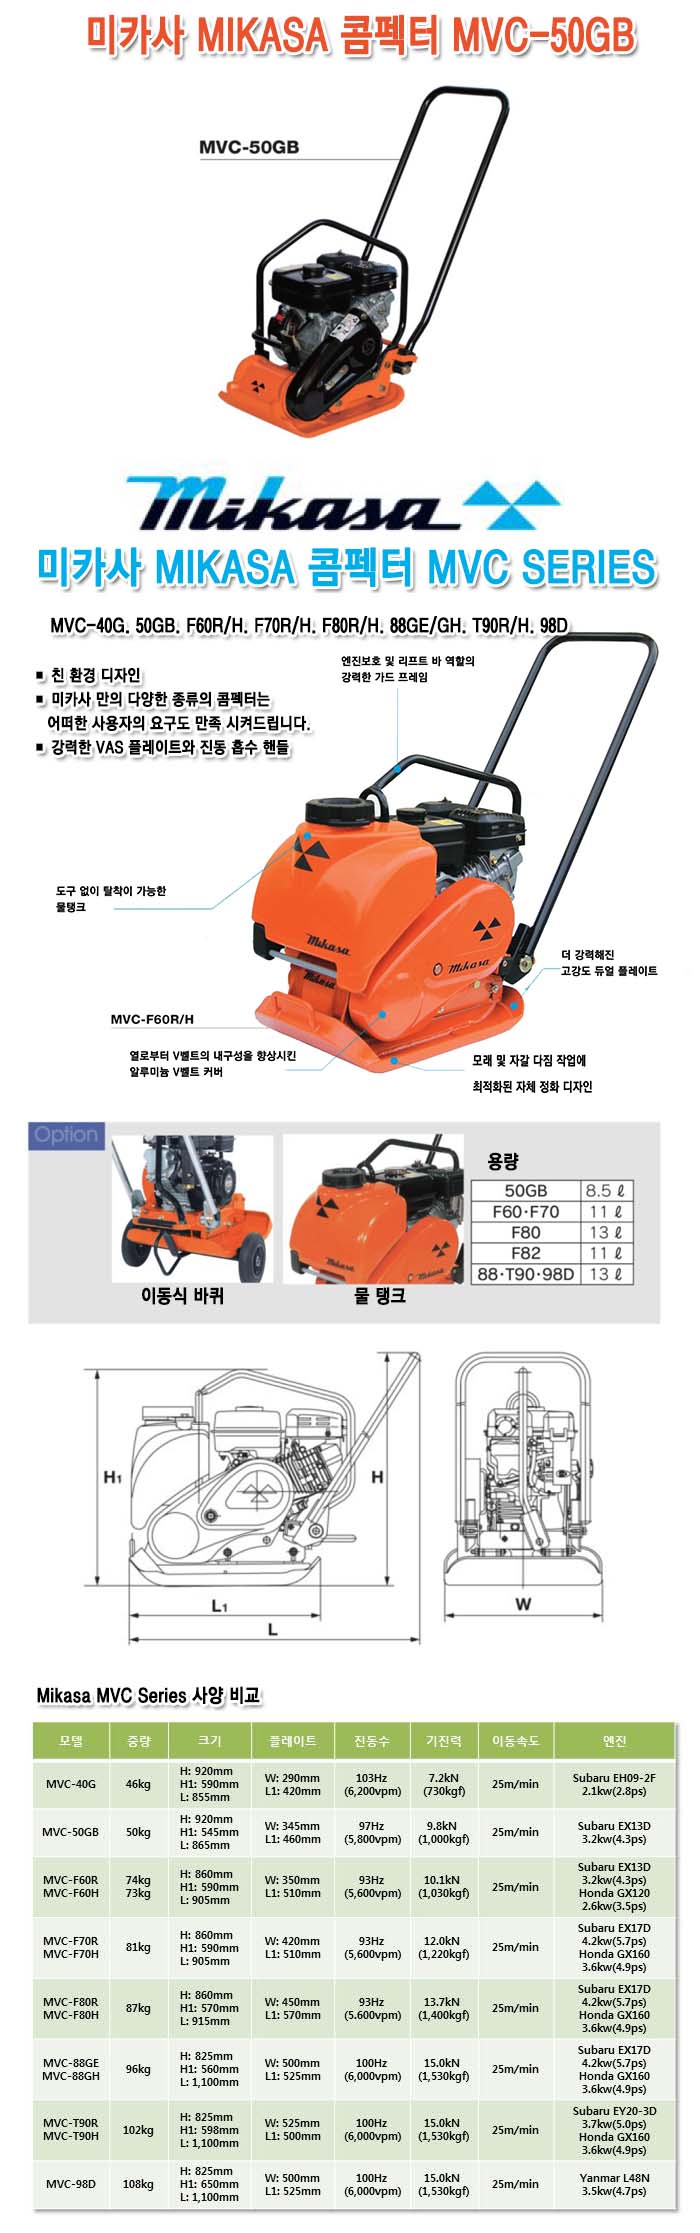 미카사 MIKASA 콤펙터 MVC-50GB
MVC-50GB
Mikasa
미카사 MIKASA 콤펙터 MVC SERIES
MVC-40G. 50GB. F60R/H. F70R/H. F80R/H. 88GE/GH. T90R/H. 98D
엔진보호 및 리프트 바 역할의
강력한 가드 프레임
■ 친 환경 디자인
■ 미카사 만의 다양한 종류의 콤펙터는
어떠한 사용자의 요구도 만족 시켜드립니다.
■ 강력한 VAS 플레이트와 진동 흡수 핸들
도구 없이 탈착이 가능한
물탱크
Mikasa
Mikasa
Mikasa
더 강력해진
고강도 듀얼 플레이트
MVC-F60R/H
열로부터 V벨트의 내구성을 향상시킨
알루미늄 V벨트 커버
모래 및 자갈 다짐 작업에
최적화된 자체 정화 디자인
Option
Mikasa
이동식 바퀴
물 탱크
용량
50GB 8.5 ℓ
F60·F70 11 ℓ
F80 13 ℓ
F82 11 ℓ
88·T90·98D 13 ℓ
H1
H
L1
L
W
Mikasa MVC Series 사양 비교
모델 중량 크기 플레이트 진동수 기진력 이동속도 엔진
MVC-40G 46kg H: 920mm H1: 590mm L: 855mm W: 290mm L1: 420mm 103Hz (6,200vpm) 7.2kN (730kgf) 25m/min Subaru EH09-2F 2.1kw(2.8ps)
MVC-50GB 50kg H: 920mm H1: 545mm L: 865mm W: 345mm L1: 460mm 97Hz (5,800vpm) 9.8kN (1,000kgf) 25m/min Subaru EX13D 3.2kw(4.3ps)
MVC-F60R MVC-F60H 74kg 73kg H: 860mm H1: 590mm L: 905mm W: 350mm L1: 510mm 93Hz (5,600vpm) 10.1kN (1,030kgf) 25m/min Subaru EX13D 3.2kw(4.3ps) Honda GX120 2.6kw(3.5ps)
MVC-F70R MVC-F70H 81kg H: 860mm H1: 590mm L: 905mm W: 420mm L1: 510mm 93Hz (5,600vpm) 12.0kN (1,220kgf) 25m/min Subaru EX17D 4.2kw(5.7ps) Honda GX160 3.6kw(4.9ps)
MVC-F80R MVC-F80H 87kg H: 860mm H1: 570mm L: 915mm W: 450mm L1: 570mm 93Hz (5.600vpm) 13.7kN (1,400kgf) 25m/min Subaru EX17D 4.2kw(5.7ps) Honda GX160 3.6kw(4.9ps)
MVC-88GE MVC-88GH 96kg H: 825mm H1: 560mm L: 1,100mm W: 500mm L1: 525mm 100Hz (6,000vpm) 15.0kN (1,530kgf) 25m/min Subaru EX17D 4.2kw(5.7ps) Honda GX160 3.6kw(4.9ps)
MVC-T90R MVC-T90H 102kg H: 825mm H1: 598mm L: 1,100mm W: 525mm L1: 500mm 100Hz (6,000vpm) 15.0kN (1,530kgf) 25m/min Subaru EY20-3D 3.7kw(5.0ps) Honda GX160 3.6kw(4.9ps)
MVC-98D 108kg H: 825mm H1: 650mm L: 1,100mm W: 500mm L1: 525mm 100Hz (6,000vpm) 15.0kN (1,530kgf) 25m/min Yanmar L48N 3.5kw(4.7ps)